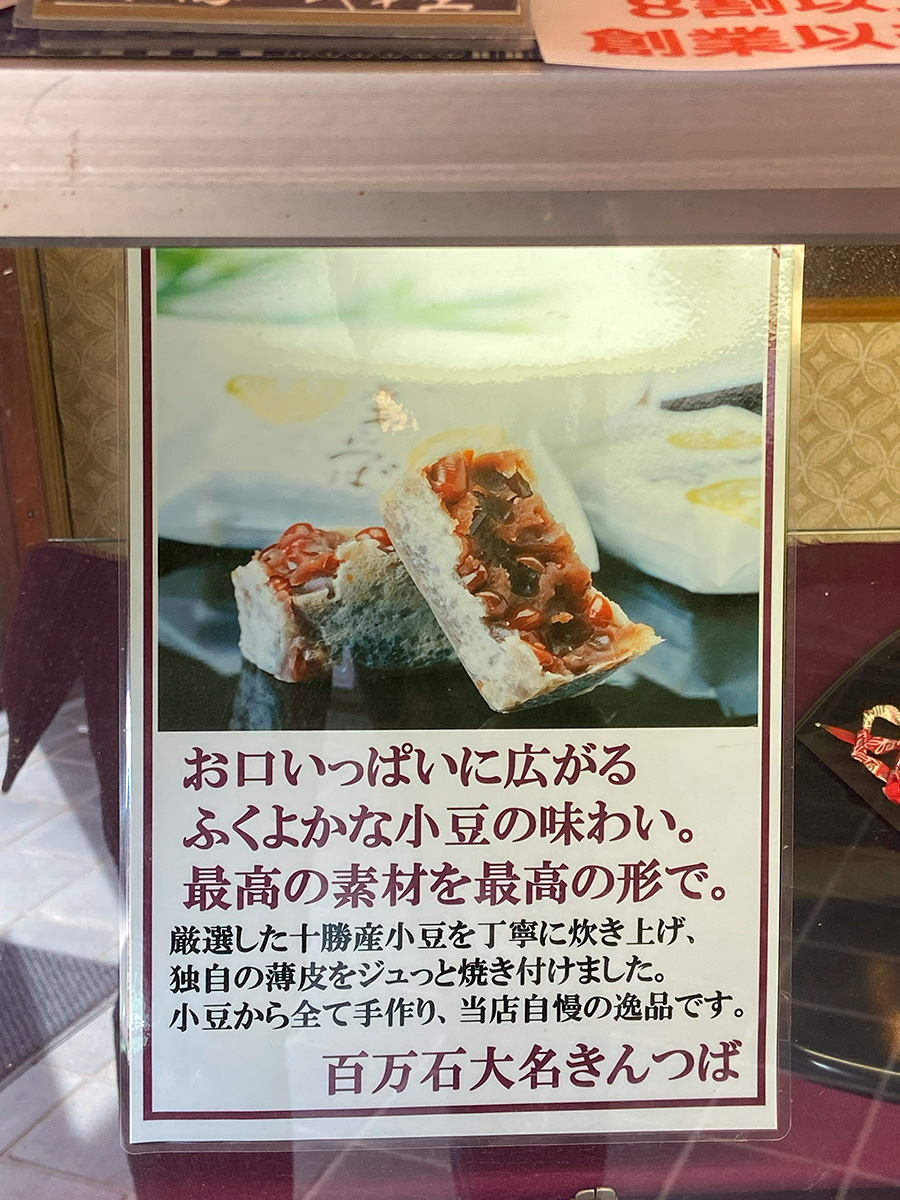 8割以
創業以
お口いっぱいに広がる
ふくよかな小豆の味わい。
最高の素材を最高の形で。
厳選した十勝産小豆を丁寧に炊き上げ、
独自の薄皮をジュっと焼き付けました。
小豆から全て手作り、当店自慢の逸品です。
百万石大名きんつば